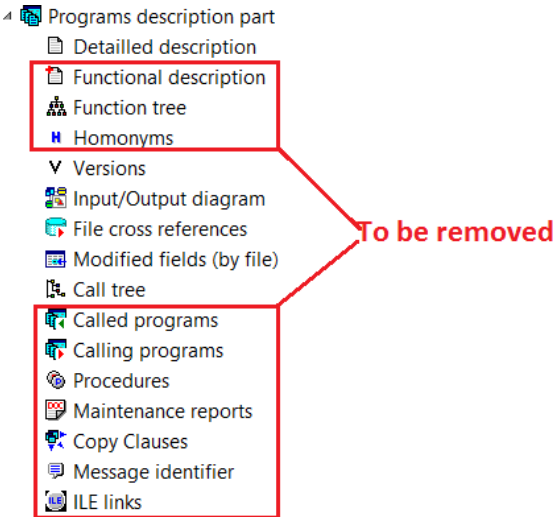 Programs description part
Detailled description
Functional description
Function tree
H Homonyms
V Versions
Input/Output diagram
File cross references
To be removed
Modified fields (by file)
Call tree
Called programs
Calling programs
Procedures
DOC Maintenance reports
Copy Clauses
Message identifier
ILE ILE links